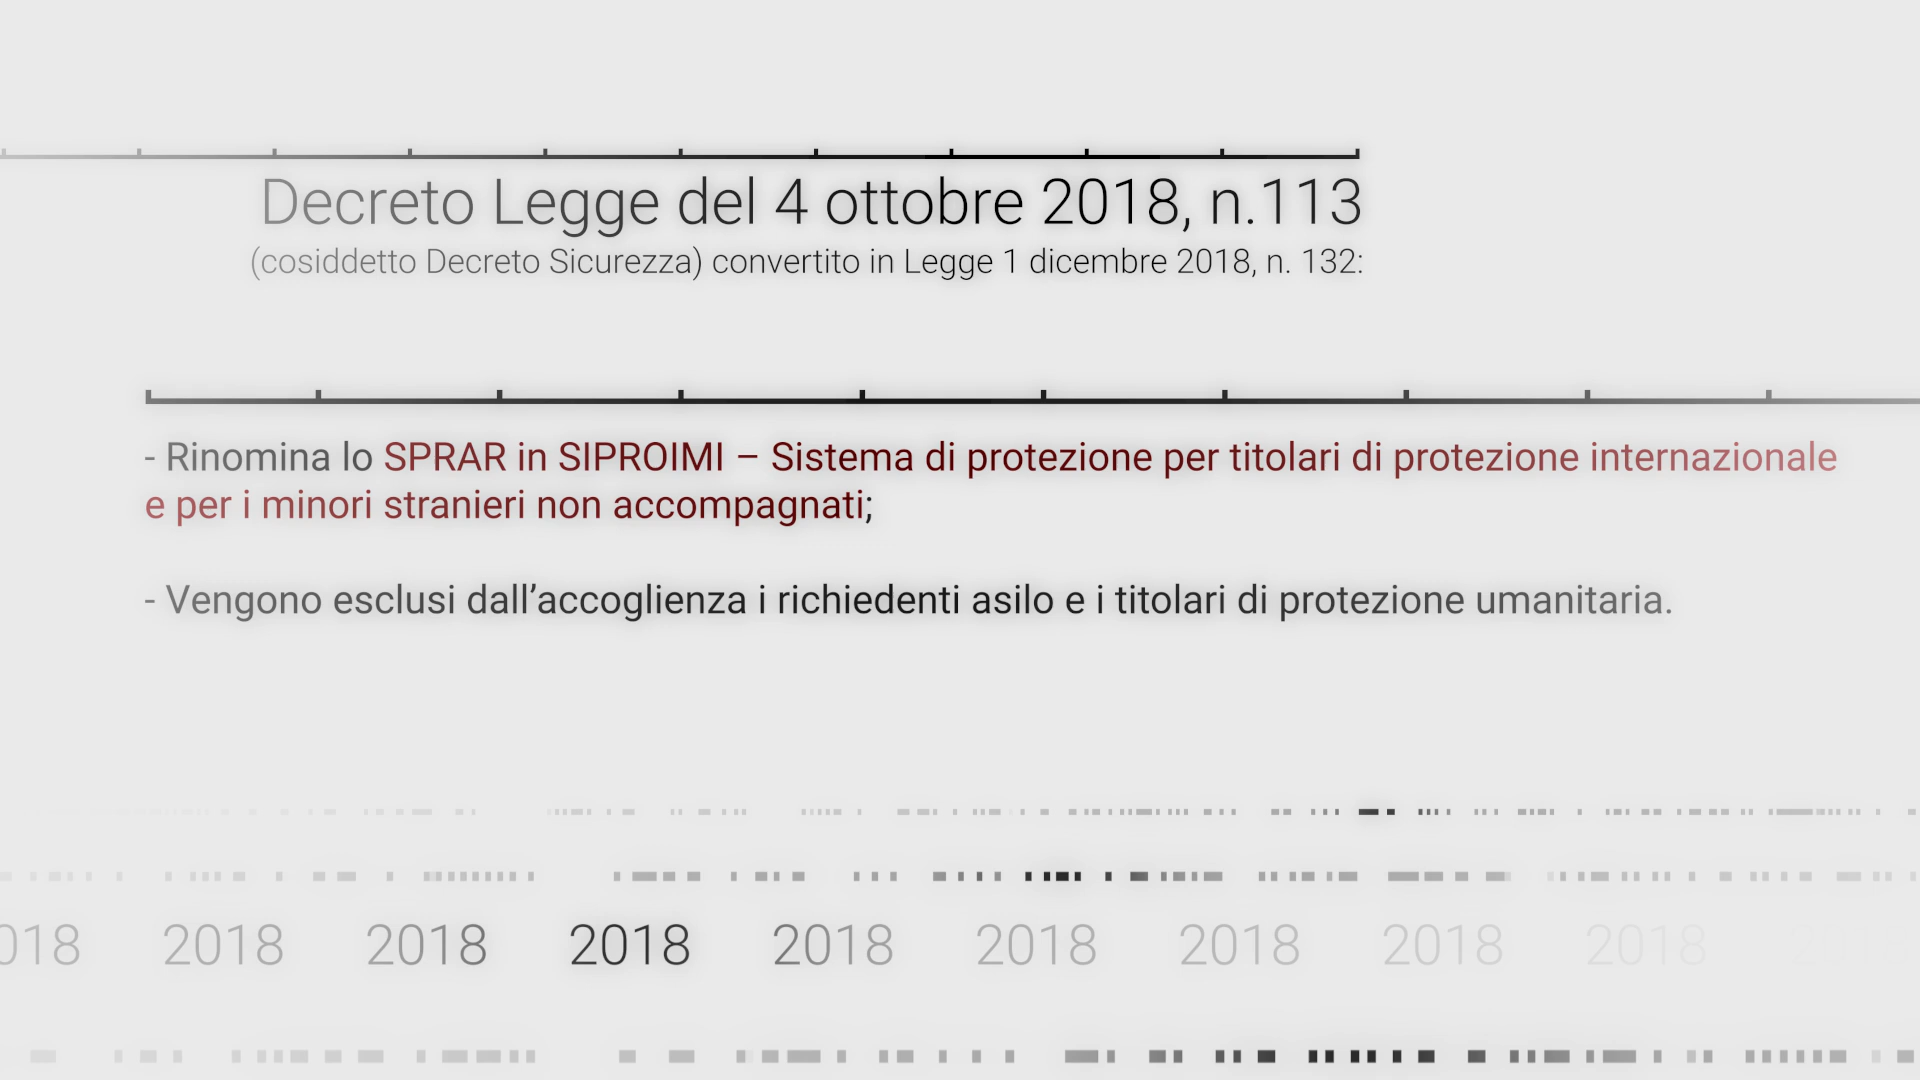 Decreto Legge del 4 ottobre 2018, n.113
(cosiddetto Decreto Sicurezza) convertito in Legge 1 dicembre 2018, n. 132:
- Rinomina lo SPRAR in SIPROIMI – Sistema di protezione per titolari di protezione internazionale
e per i minori stranieri non accompagnati;
- Vengono esclusi dall’accoglienza i richiedenti asilo e i titolari di protezione umanitaria.
018 2018 2018 2018 2018 2018 2018 2018 2018